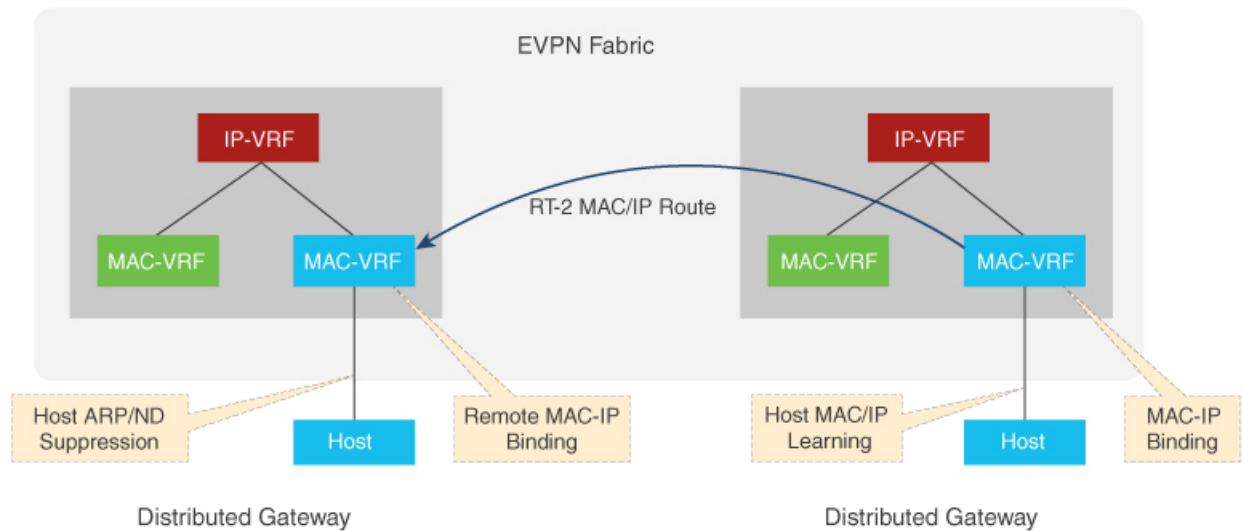 EVPN Fabric
IP-VRF
IP-VRF
RT-2 MAC/IP Route
MAC-VRF
MAC-VRF
MAC-VRF
MAC-VRF
Host ARP/ND
Suppression
Host
Remote MAC-IP
Binding
Host MAC/IP
Learning
Host
MAC-IP
Binding
Distributed Gateway
Distributed Gateway